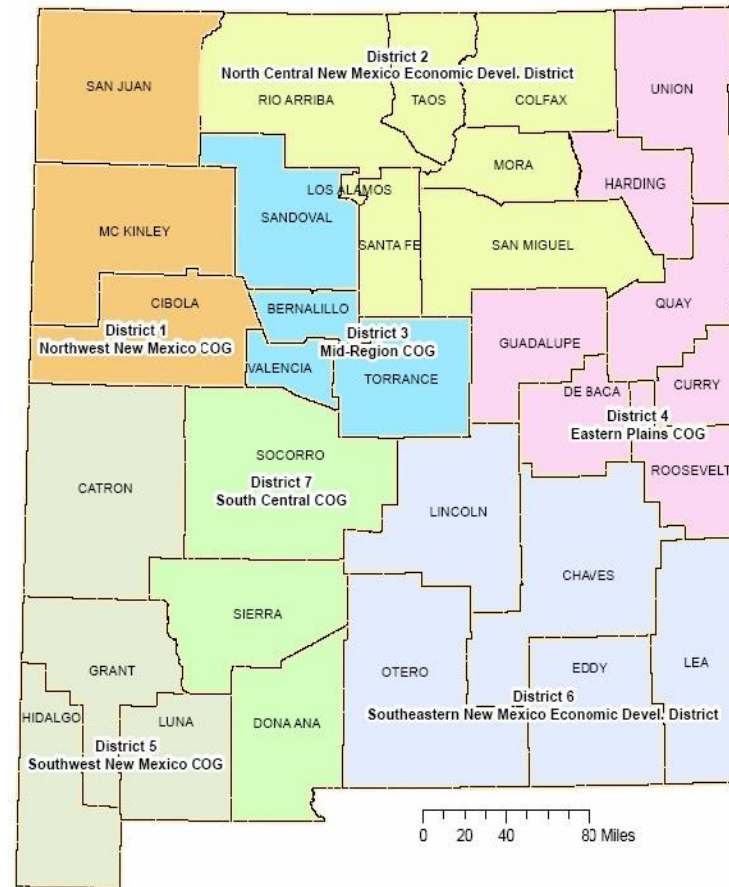 District 2
North Central New Mexico Economic Devel. District
SAN JUAN
RIO ARRIBA
TAOS
COLFAX
UNION
MORA
HARDING
LOS ALAMOS
SANDOVAL
SANTA FE
SAN MIGUEL
MC KINLEY
CIBOLA
BERNALILLO
QUAY
District 1
Northwest New Mexico COG
District 3
Mid-Region COG
GUADALUPE
VALENCIA
TORRANCE
CURRY
DE BACA
District 4
Eastern Plains COG
ROOSEVELT
SOCORRO
District 7
South Central COG
CATRON
LINCOLN
CHAVES
SIERRA
GRANT
OTERO
EDDY
LEA
District 6
Southeastern New Mexico Economic Devel. District
HIDALGO
LUNA
DONA ANA
District 5
Southwest New Mexico COG
0 20 40 80 Miles